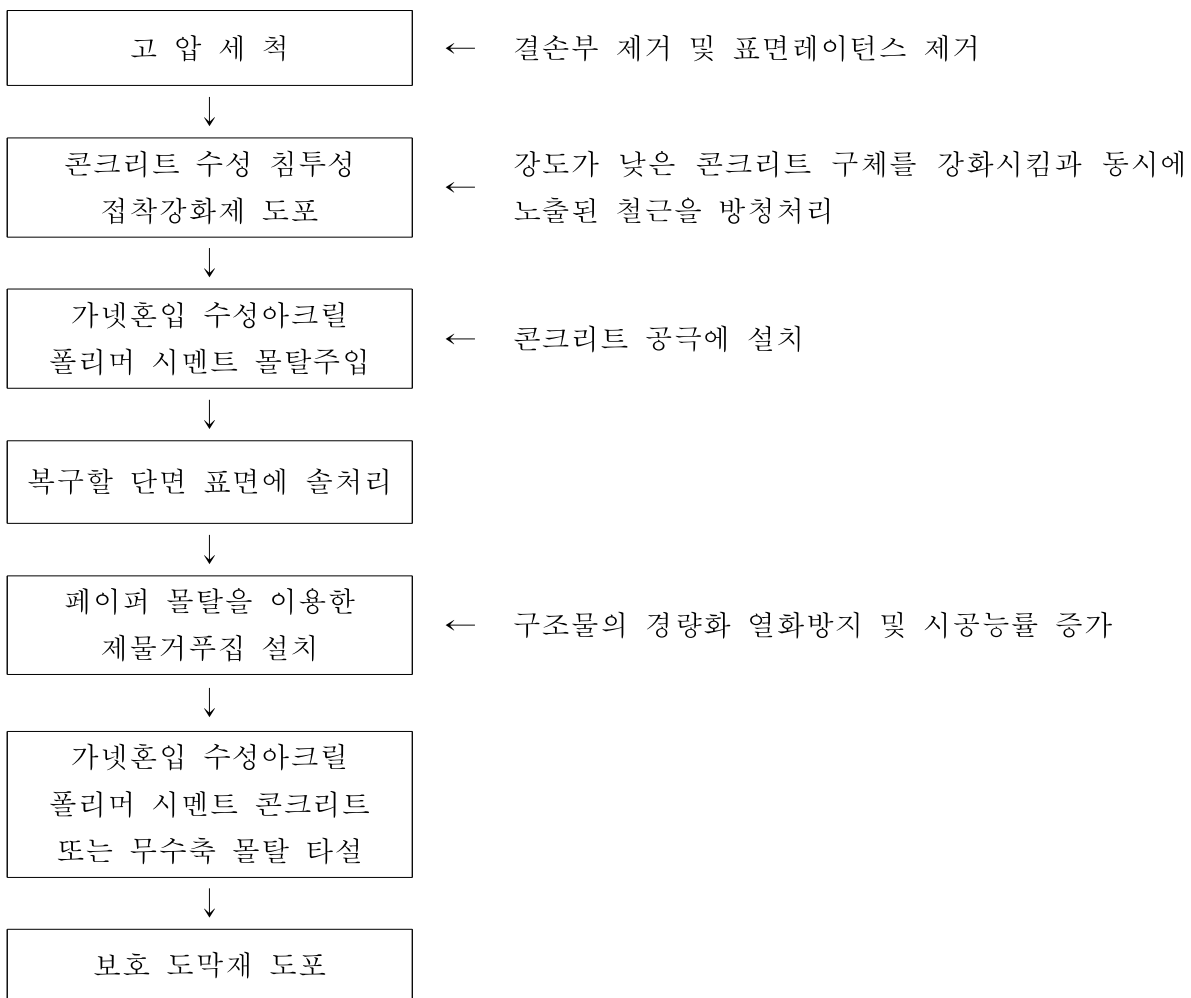 고 압 세 척 ← 결손부 제거 및 표면레이턴스 제거
↓
콘크리트 수성 침투성
접착강화제 도포
← 강도가 낮은 콘크리트 구체를 강화시킴과 동시에
노출된 철근을 방청처리
↓
가넷혼입 수성아크릴
폴리머 시멘트 몰탈주입
← 콘크리트 공극에 설치
↓
복구할 단면 표면에 솔처리
↓
페이퍼 몰탈을 이용한
제물거푸집 설치
← 구조물의 경량화 열화방지 및 시공능률 증가
↓
가넷혼입 수성아크릴
폴리머 시멘트 콘크리트
또는 무수축 몰탈 타설
↓
보호 도막재 도포